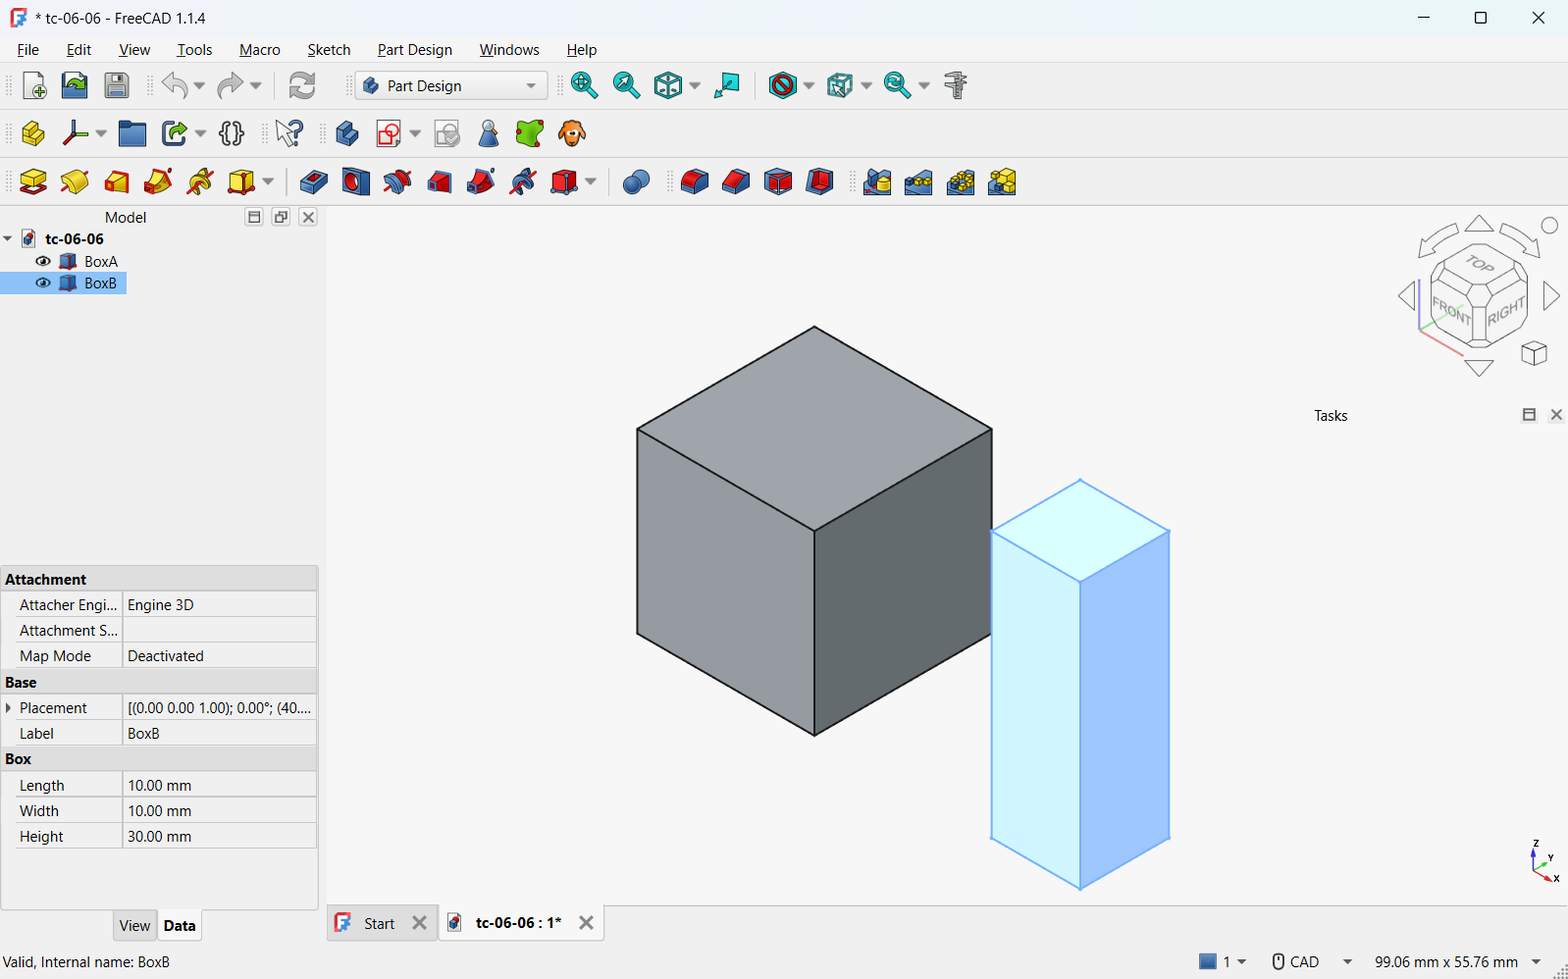 * tc-06-06 - FreeCAD 1.1.4
File Edit View Tools Macro Sketch Part Design Windows Help
Part Design
Model
tc-06-06
BoxA
BoxB
TOP
FRONT RIGHT
Tasks
Attachment
Attacher Engi... Engine 3D
Attachment S...
Map Mode Deactivated
Base
Placement [(0.00 0.00 1.00); 0.00°; (40....
Label BoxB
Box
Length 10.00 mm
Width 10.00 mm
Height 30.00 mm
Z
Y
X
View Data
Start tc-06-06 : 1*
Valid, Internal name: BoxB 1 CAD 99.06 mm x 55.76 mm